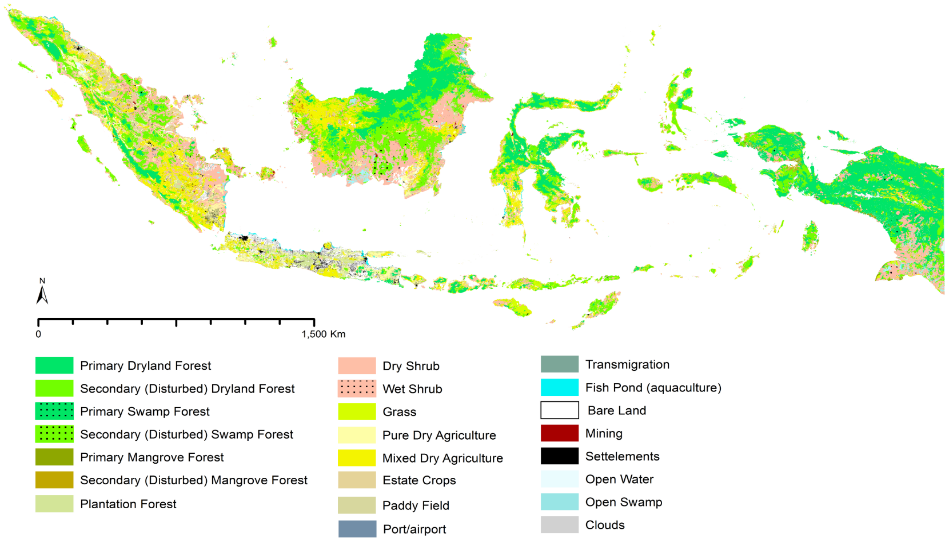 N
0
1,500 Km
Primary Dryland Forest
Secondary (Disturbed) Dryland Forest
Primary Swamp Forest
Secondary (Disturbed) Swamp Forest
Primary Mangrove Forest
Secondary (Disturbed) Mangrove Forest
Plantation Forest
Dry Shrub
Wet Shrub
Grass
Pure Dry Agriculture
Mixed Dry Agriculture
Estate Crops
Paddy Field
Port/airport
Transmigration
Fish Pond (aquaculture)
Bare Land
Mining
Settelements
Open Water
Open Swamp
Clouds